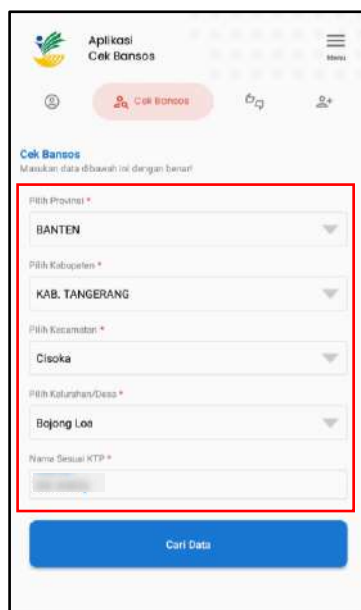 Aplikasi
Cek Bansos
Menu
Cek Bansos
Cek Bansos
Masukan data dibawah ini dengan benar!
Pilih Provinsi *
BANTEN
Pilih Kabupaten *
KAB. TANGERANG
Pilih Kecamatan *
Cisoka
Pilih Kelurahan/Desa *
Bojong Loa
Nama Sesuai KTP *
Cari Data